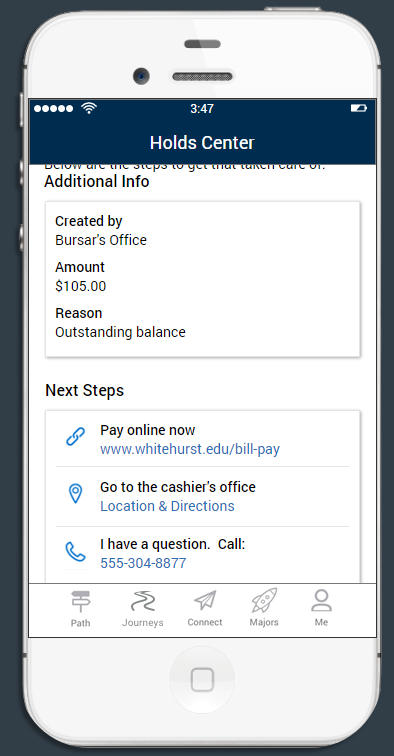 3:47
Holds Center
Below are the steps to get that taken care of.
Additional Info
Created by
Bursar's Office
Amount
$105.00
Reason
Outstanding balance
Next Steps
Pay online now
www.whitehurst.edu/bill-pay
Go to the cashier's office
Location & Directions
I have a question.  Call:
555-304-8877
Path
Journeys
Connect
Majors
Me